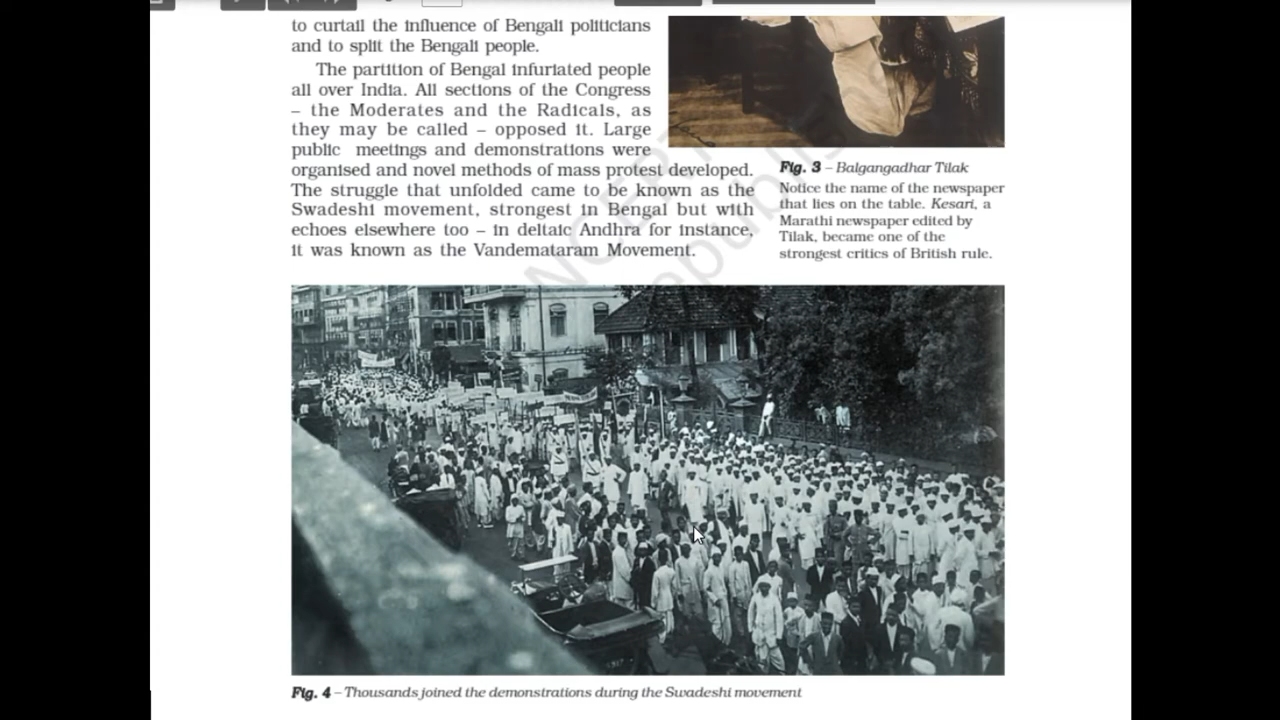 to curtail the influence of Bengali politicians
and to split the Bengali people.
The partition of Bengal infuriated people
all over India. All sections of the Congress
– the Moderates and the Radicals, as
they may be called – opposed it. Large
public meetings and demonstrations were
organised and novel methods of mass protest developed.
The struggle that unfolded came to be known as the
Swadeshi movement, strongest in Bengal but with
echoes elsewhere too – in deltaic Andhra for instance,
it was known as the Vandemataram Movement.
Fig. 3 – Balgangadhar Tilak
Notice the name of the newspaper
that lies on the table. Kesari, a
Marathi newspaper edited by
Tilak, became one of the
strongest critics of British rule.
Fig. 4 – Thousands joined the demonstrations during the Swadeshi movement